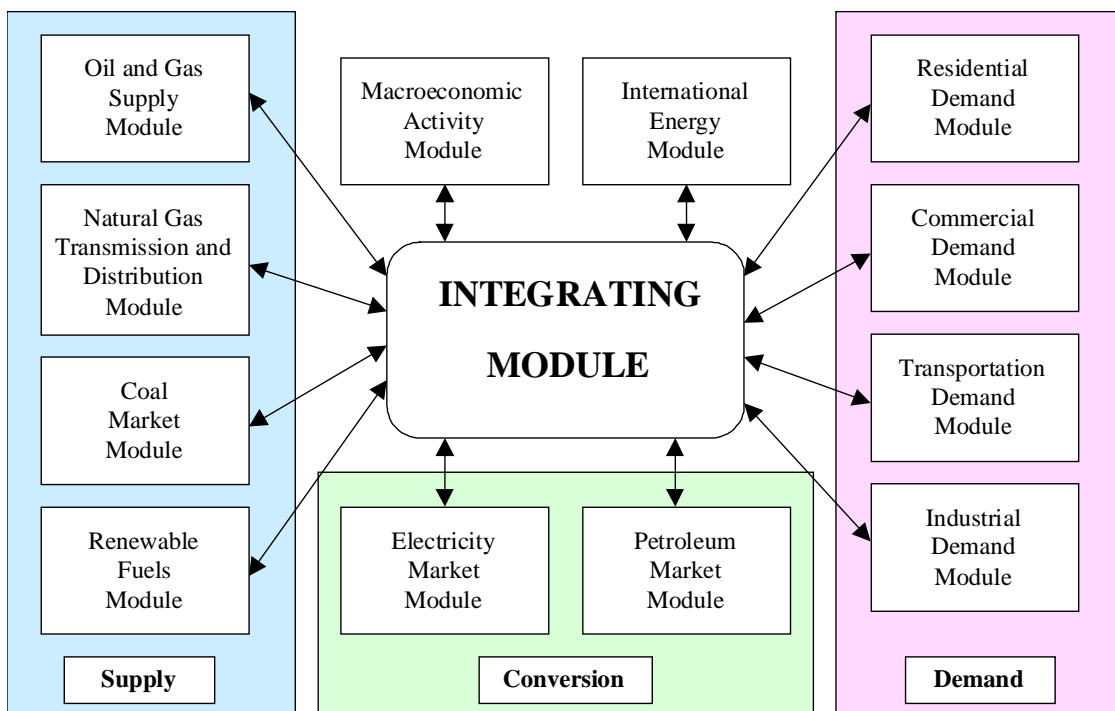 Oil and Gas
Supply
Module
Natural Gas
Transmission and
Distribution
Module
Coal
Market
Module
Renewable
Fuels
Module
Supply
Macroeconomic
Activity
Module
International
Energy
Module
INTEGRATING
MODULE
Electricity
Market
Module
Petroleum
Market
Module
Conversion
Residential
Demand
Module
Commercial
Demand
Module
Transportation
Demand
Module
Industrial
Demand
Module
Demand